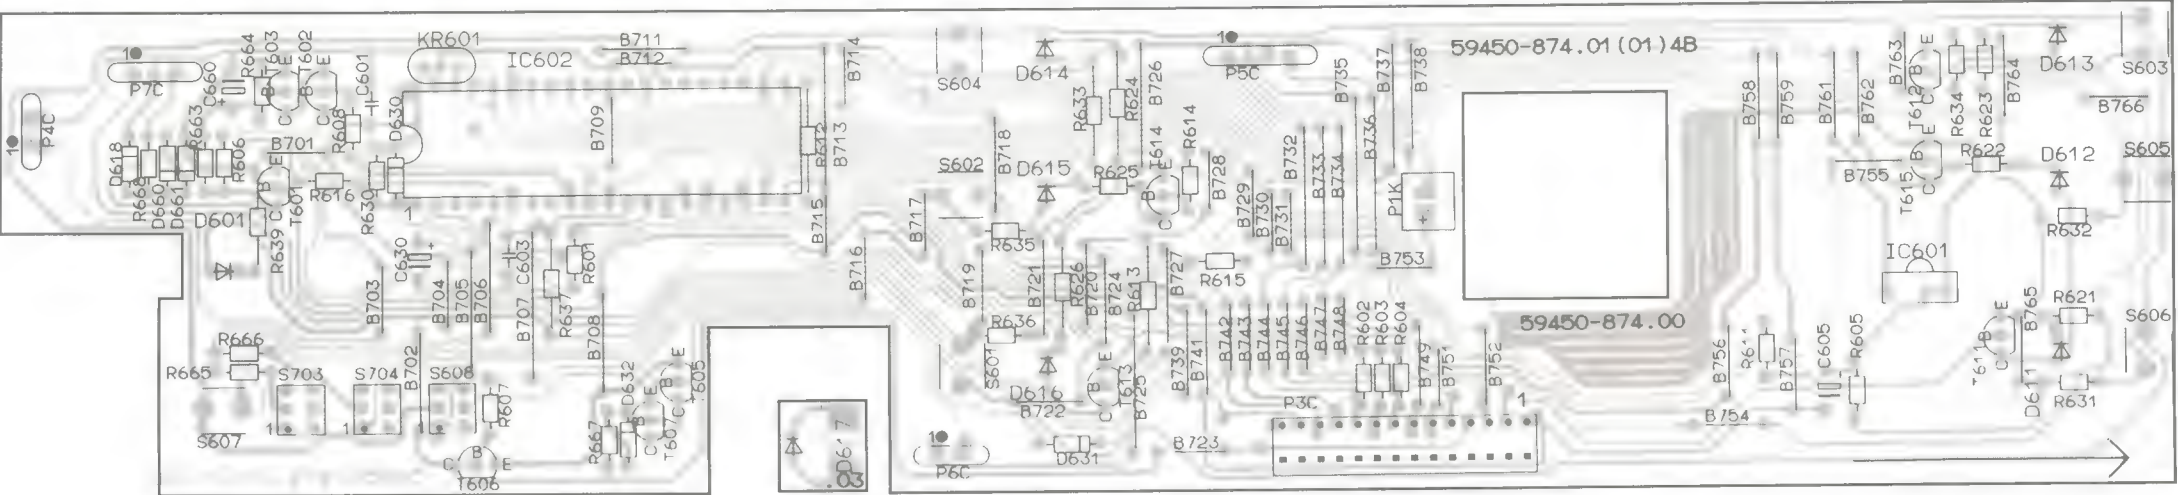 59450-874.01(01)4B
59450-874.00
1
P4C
1
P7C
C660
+
R664
T603
B
C
E
T602
B
C
E
C601
R608
D630
KR601
IC602
B711
B712
B714
B709
R612
B713
D618
R668
D660
D661
R663
R606
B701
E
B
C
T601
R616
R630
1
D601
R639
B703
C630
+
B704
B705
B706
C603
B707
R637
R601
B708
B715
B716
R666
R665
S703
1
S704
1
B702
S608
R607
S607
C
B
E
T606
R667
D632
B
E
C
T607
B
E
C
T605
D617
.03
S604
D614
R633
R624
B726
S602
B718
D615
R625
T614
B
E
C
R614
B728
B717
R635
B719
B721
R626
B720
B724
R613
B727
R615
R636
S601
D616
B722
B
E
C
T613
B725
B739
B741
1
P6C
D631
B723
1
P5C
B735
B737
B738
B736
B732
B733
B734
B729
B730
B731
P1K
+
B753
B742
B743
B744
B745
B746
B747
B748
R602
R603
R604
B749
B751
B752
P3C
1
B758
B759
B761
B762
B763
T612
B
E
C
R634
R623
B764
D613
S603
B766
B755
T615
B
E
C
R622
D612
S605
R632
IC601
B756
R611
B757
C605
R605
B754
T611
B
E
C
B765
D611
R621
R631
S606